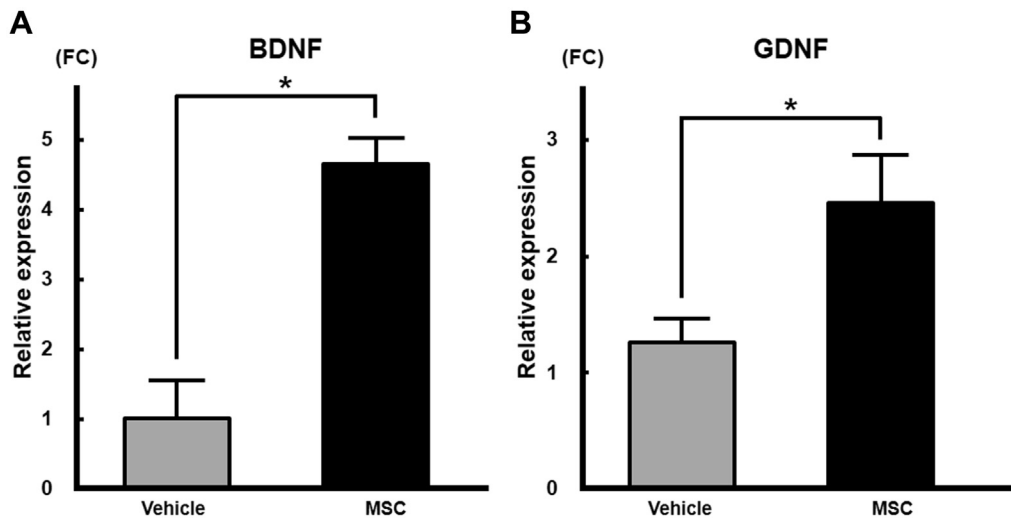 A
BDNF
(FC)
Relative expression
5
4
4
2
1
0
*
Vehicle
MSC
B
GDNF
(FC)
Relative expression
3
2
1
0
*
Vehicle
MSC